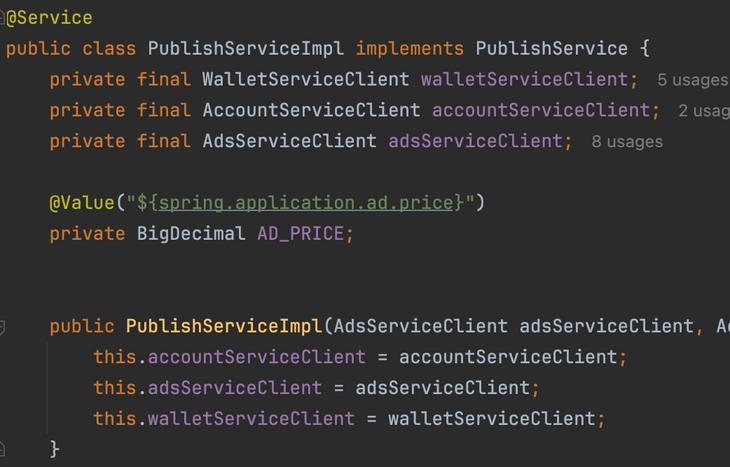 @Service
public class PublishServiceImpl implements PublishService {
private final WalletServiceClient walletServiceClient; 5 usages
private final AccountServiceClient accountServiceClient; 2 usag
private final AdsServiceClient adsServiceClient; 8 usages
@Value("${spring.application.ad.price}")
private BigDecimal AD_PRICE;
public PublishServiceImpl(AdsServiceClient adsServiceClient, Ac
this.accountServiceClient = accountServiceClient;
this.adsServiceClient = adsServiceClient;
this.walletServiceClient = walletServiceClient;
}